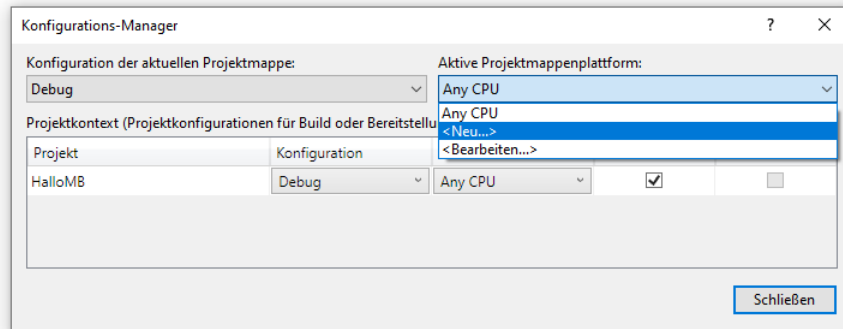 Konfigurations-Manager
?
Konfiguration der aktuellen Projektmappe:
Aktive Projektmappenplattform:
Debug
Any CPU
Any CPU
<Neu...>
<Bearbeiten...>
Projektkontext (Projektkonfigurationen für Build oder
Projekt
Konfiguration
HalloMB
Debug
Any CPU
Schließen